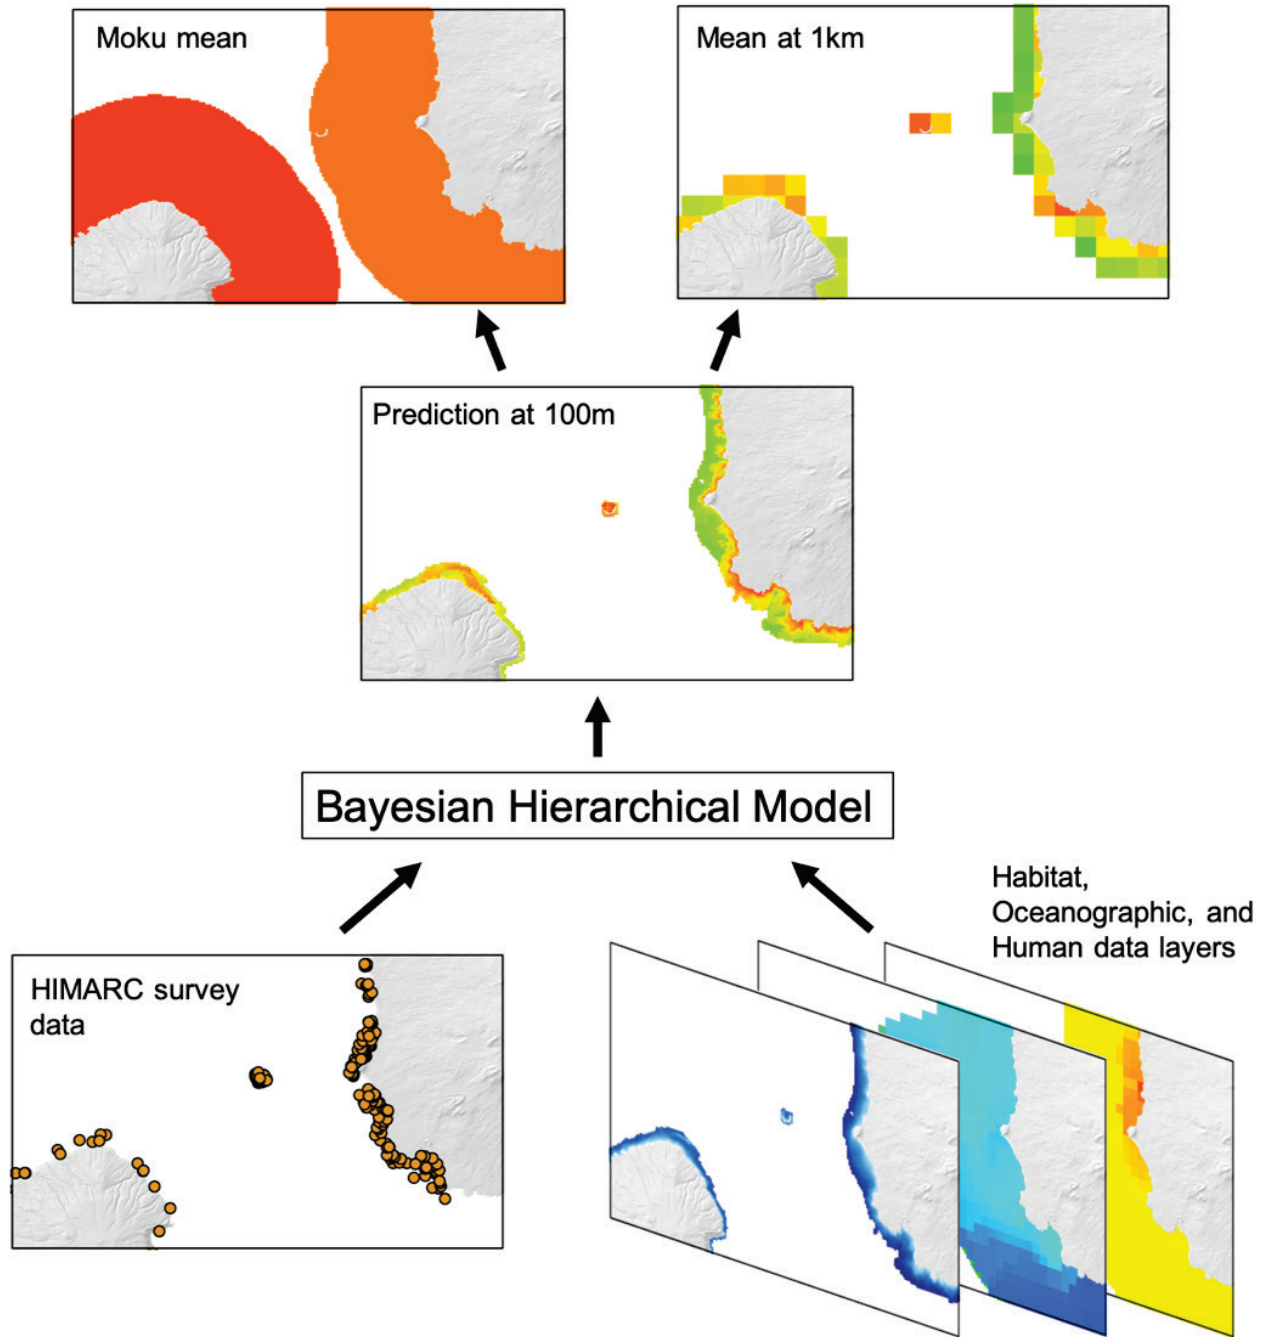 Moku mean
Mean at 1km
Prediction at 100m
Bayesian Hierarchical Model
Habitat,
Oceanographic, and
Human data layers
HIMARC survey
data